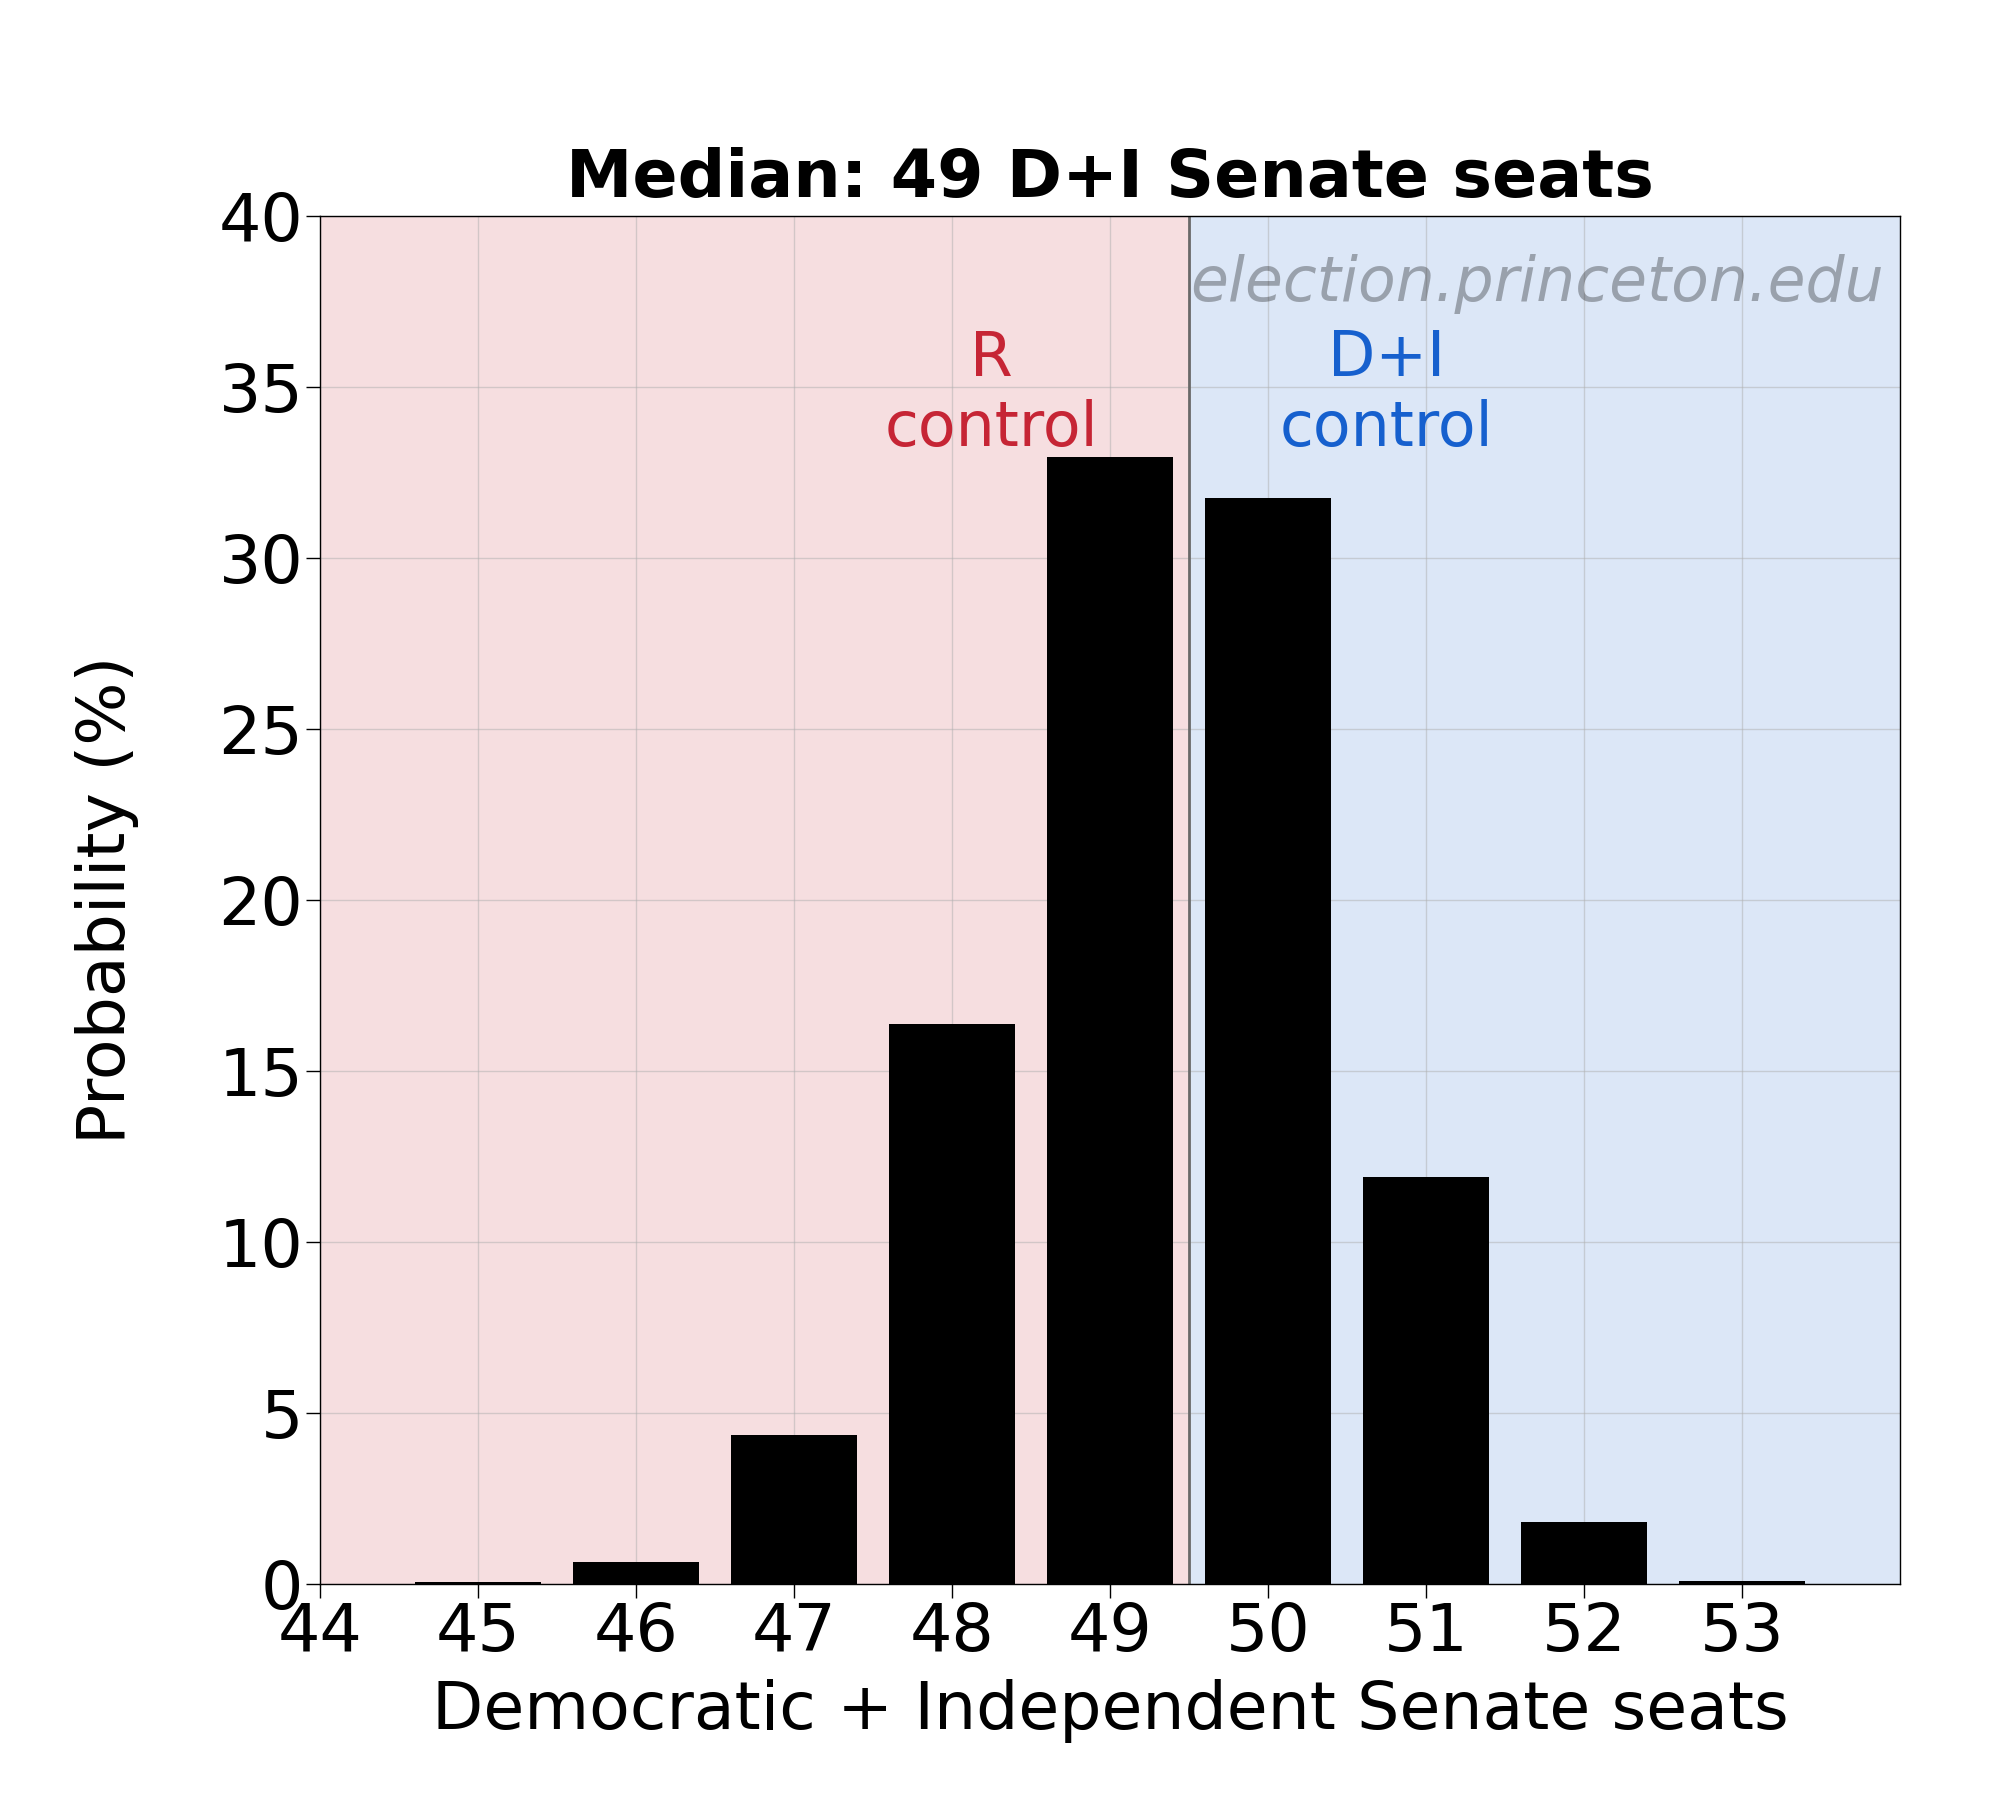 Median: 49 D+I Senate seats
election.princeton.edu
R
control
D+I
control
40
35
30
25
20
15
10
5
0
Probability (%)
44 45 46 47 48 49 50 51 52 53
Democratic + Independent Senate seats